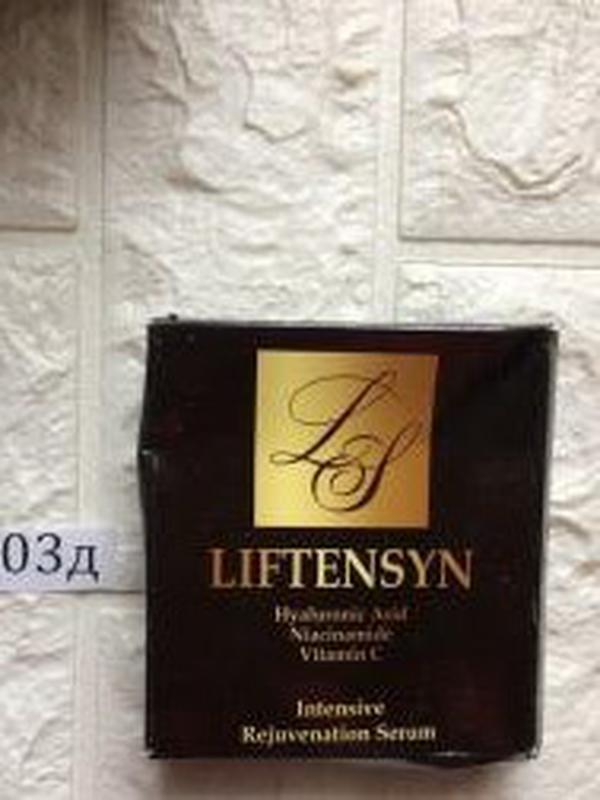 LS
LIFTENSYN
03д
Hyaluronic Acid
Niacinamide
Vitamin C
Intensive
Rejuvenation Serum